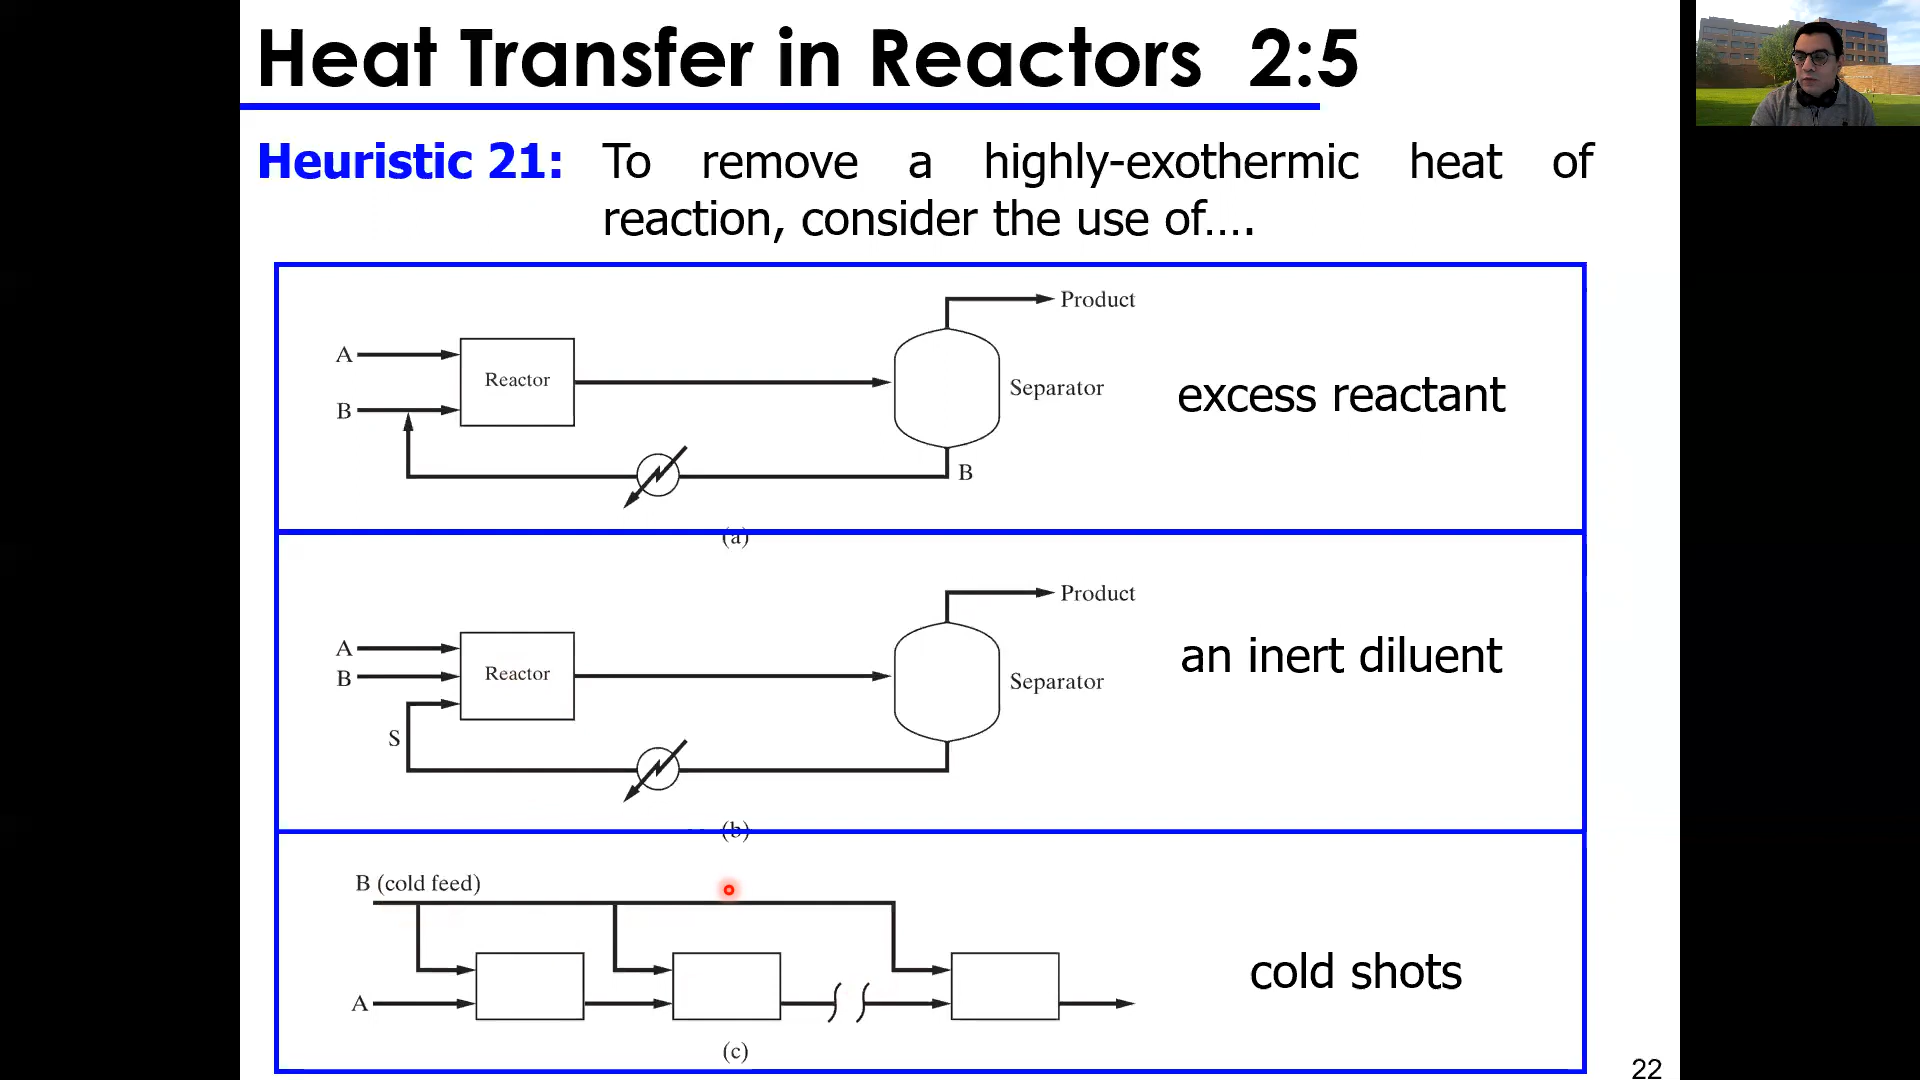 Heat Transfer in Reactors 2:5
Heuristic 21: To remove a highly-exothermic heat of
reaction, consider the use of....
Product
A
Reactor
Separator
excess reactant
B
B
(a)
Product
A
B
Reactor
Separator
an inert diluent
S
(b)
B (cold feed)
cold shots
A
(c)
22